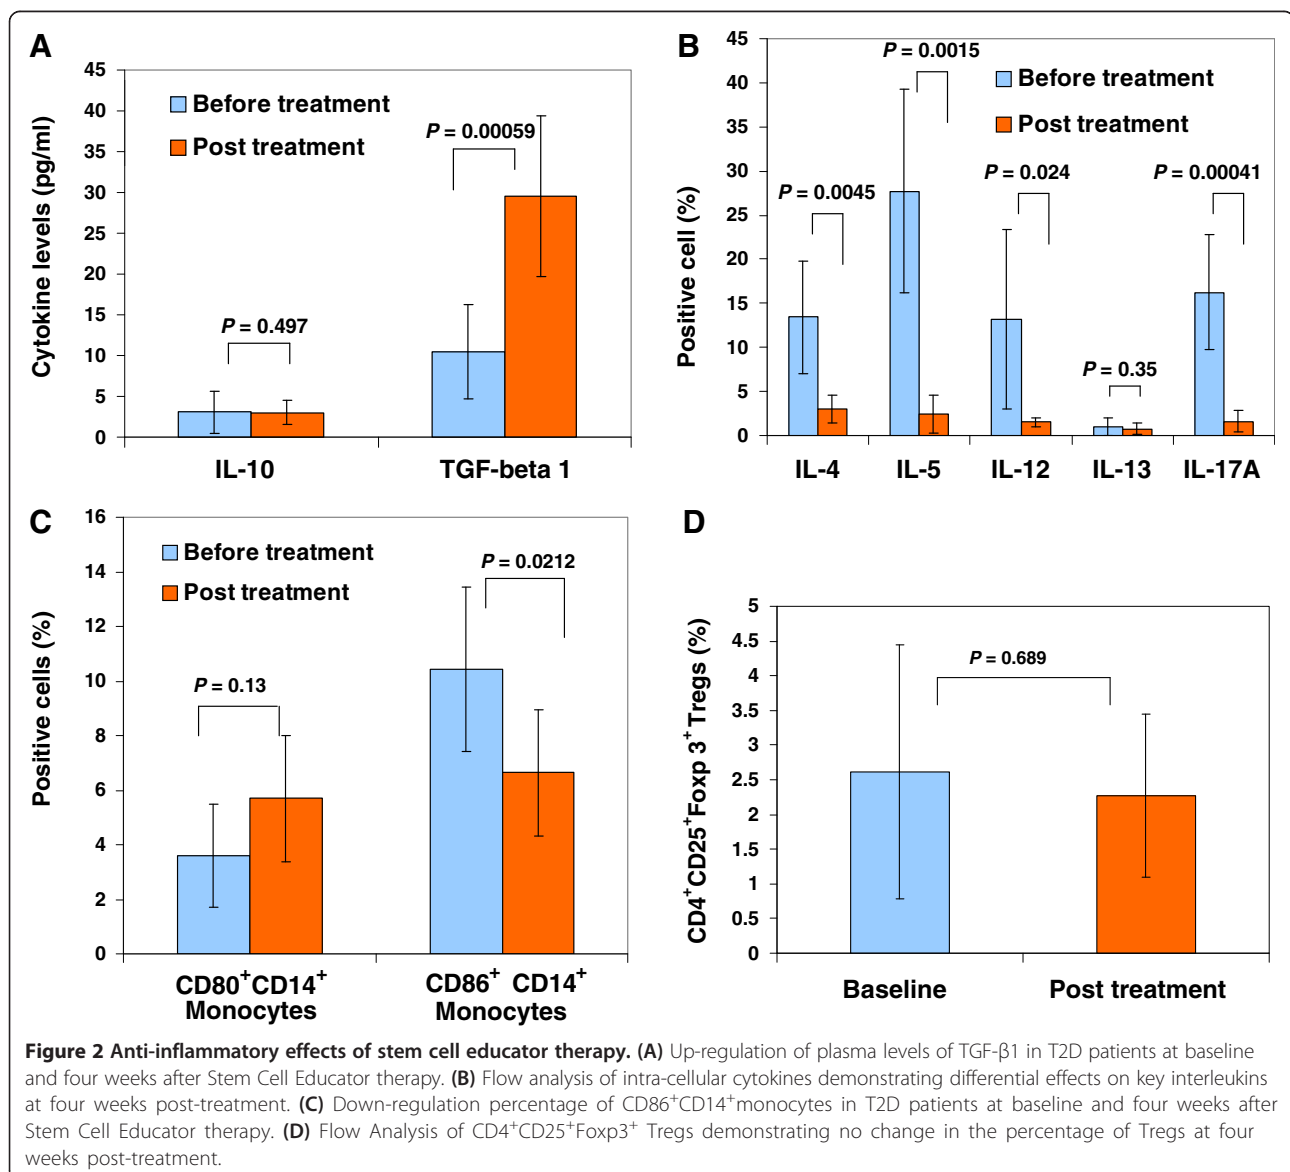 A
Cytokine levels (pg/ml)
45
40
35
30
25
20
15
10
5
0
Before treatment
Post treatment
P = 0.00059
P = 0.497
IL-10 TGF-beta 1
B
Positive cell (%)
45
40
35
30
25
20
15
10
5
0
P = 0.0015
Before treatment
Post treatment
P = 0.0045
P = 0.024
P = 0.00041
P = 0.35
IL-4 IL-5 IL-12 IL-13 IL-17A
C
Positive cells (%)
16
14
12
10
8
6
4
2
0
Before treatment
Post treatment
P = 0.0212
P = 0.13
CD80⁺CD14⁺ CD86⁺ CD14⁺
Monocytes Monocytes
D
CD4⁺CD25⁺Foxp 3⁺ Tregs (%)
5
4.5
4
3.5
3
2.5
2
1.5
1
0.5
0
P = 0.689
Baseline Post treatment
Figure 2 Anti-inflammatory effects of stem cell educator therapy. (A) Up-regulation of plasma levels of TGF-β1 in T2D patients at baseline
and four weeks after Stem Cell Educator therapy. (B) Flow analysis of intra-cellular cytokines demonstrating differential effects on key interleukins
at four weeks post-treatment. (C) Down-regulation percentage of CD86⁺CD14⁺monocytes in T2D patients at baseline and four weeks after
Stem Cell Educator therapy. (D) Flow Analysis of CD4⁺CD25⁺Foxp3⁺ Tregs demonstrating no change in the percentage of Tregs at four
weeks post-treatment.